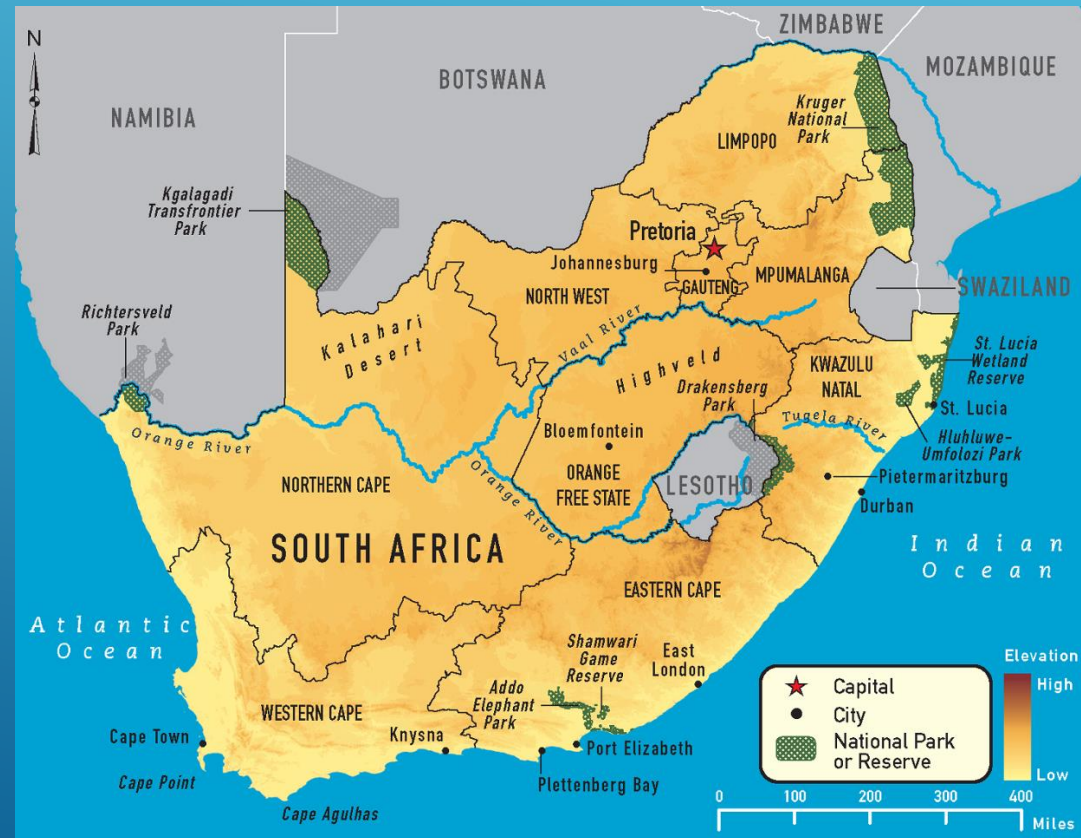 N
ZIMBABWE
BOTSWANA
MOZAMBIQUE
NAMIBIA
Kruger
National
Park
LIMPOPO
Kgalagadi
Transfrontier
Park
Pretoria
Johannesburg
MPUMALANGA
GAUTENG
SWAZILAND
NORTH WEST
Richtersveld
Park
Kalahari
Desert
Vaal River
Highveld
St. Lucia
Wetland
Reserve
KWAZULU
NATAL
Drakensberg
Park
St. Lucia
Tugela River
Orange River
Bloemfontein
Hluhluwe-
Umfolozi Park
ORANGE
FREE STATE
LESOTHO
Pietermaritzburg
NORTHERN CAPE
Orange River
Durban
SOUTH AFRICA
Indian
Ocean
EASTERN CAPE
Atlantic
Ocean
Shamwari
Game
Reserve
East
London
Addo
Elephant
Park
WESTERN CAPE
Cape Town
Knysna
Port Elizabeth
Cape Point
Plettenberg Bay
Cape Agulhas
Elevation
High
Low
Capital
City
National Park
or Reserve
0 100 200 300 400
Miles